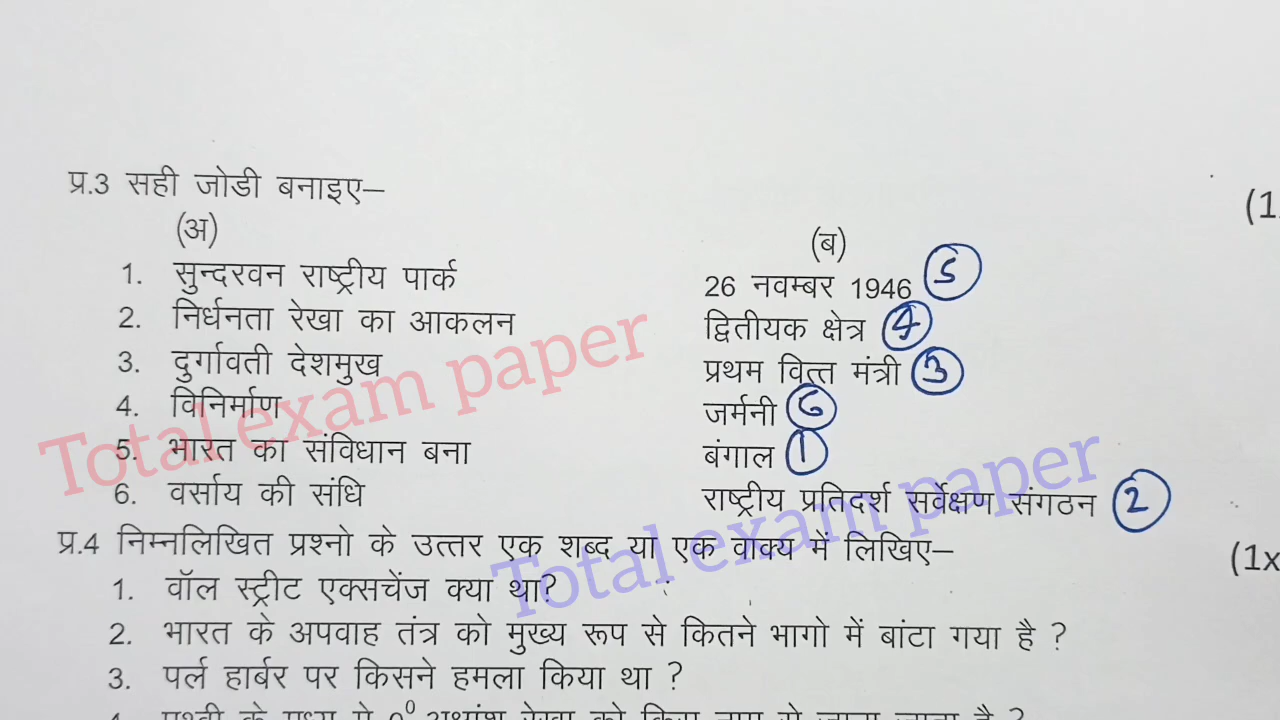 प्र.3 सही जोडी बनाइए–
(1
(अ)
(ब)
1. सुन्दरवन राष्ट्रीय पार्क
26 नवम्बर 1946 5
2. निर्धनता रेखा का आकलन
द्वितीयक क्षेत्र 4
3. दुर्गावती देशमुख
प्रथम वित्त मंत्री 3
4. विनिर्माण
जर्मनी 6
5. भारत का संविधान बना
बंगाल 1
6. वर्साय की संधि
राष्ट्रीय प्रतिदर्श सर्वेक्षण संगठन 2
Total exam paper
Total exam paper
प्र.4 निम्नलिखित प्रश्नो के उत्तर एक शब्द या एक वाक्य में लिखिए–
(1x
1. वॉल स्ट्रीट एक्सचेंज क्या था?
2. भारत के अपवाह तंत्र को मुख्य रूप से कितने भागो में बांटा गया है ?
3. पर्ल हार्बर पर किसने हमला किया था ?